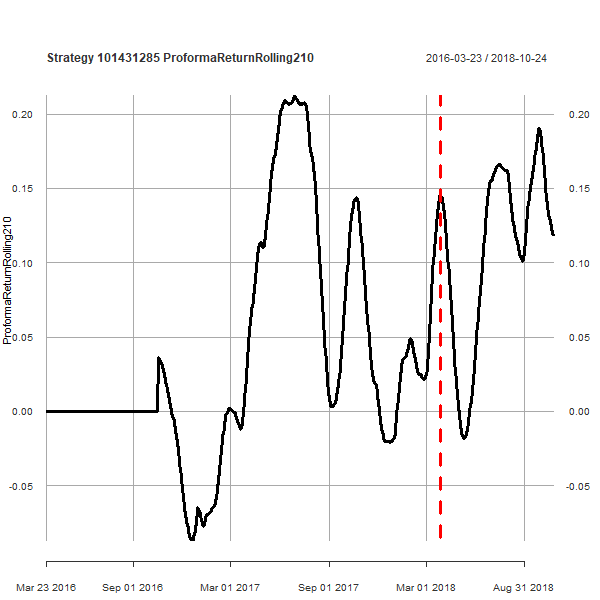 Strategy 101431285 ProformaReturnRolling210
2016-03-23 / 2018-10-24
ProformaReturnRolling210
0.20 0.20
0.15 0.15
0.10 0.10
0.05 0.05
0.00 0.00
-0.05 -0.05
Mar 23 2016 Sep 01 2016 Mar 01 2017 Sep 01 2017 Mar 01 2018 Aug 31 2018